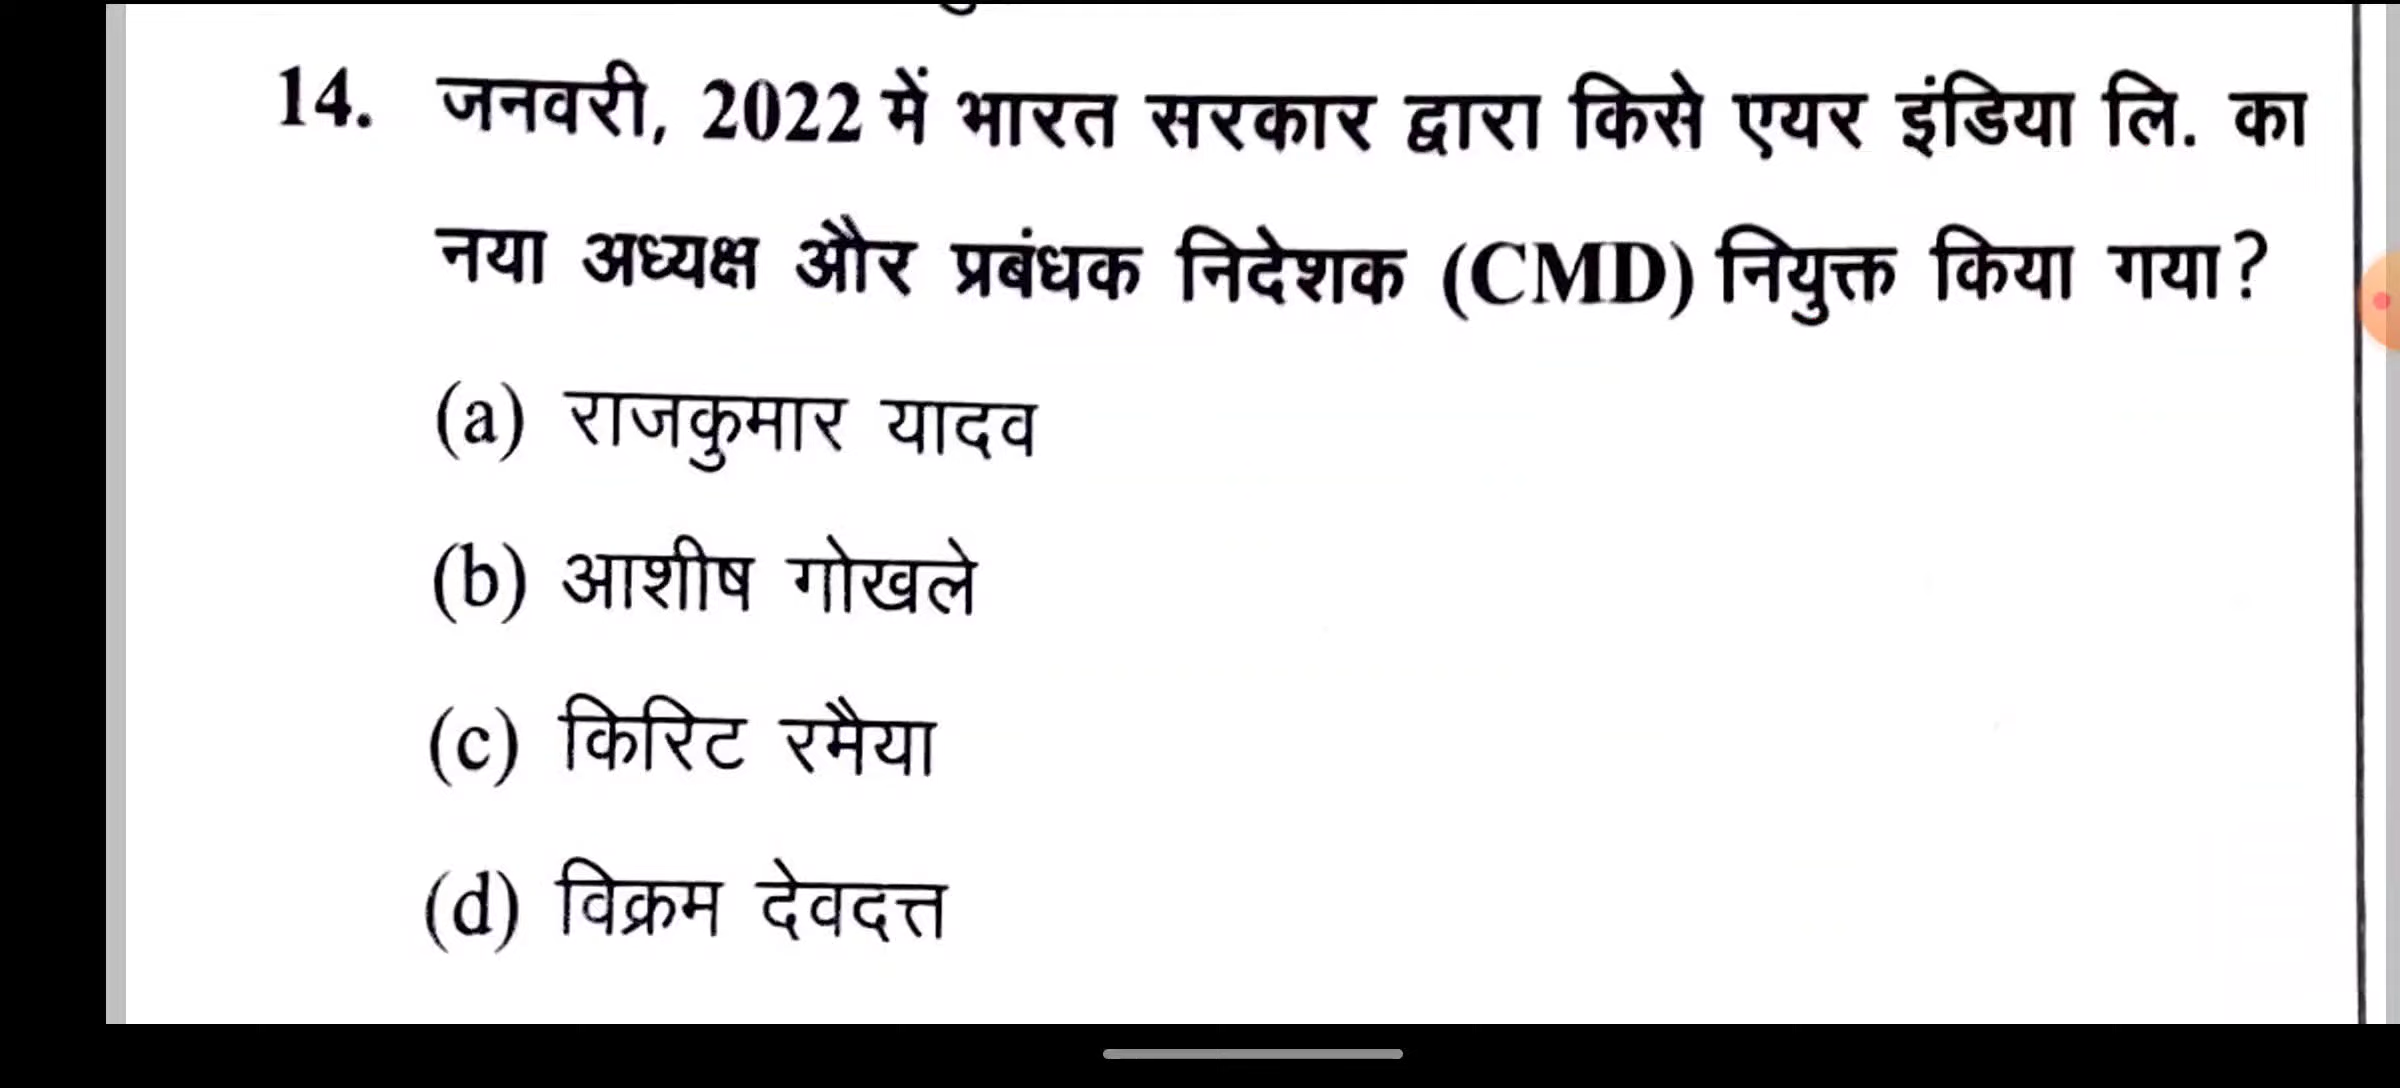 14. जनवरी, 2022 में भारत सरकार द्वारा किसे एयर इंडिया लि. का
नया अध्यक्ष और प्रबंधक निदेशक (CMD) नियुक्त किया गया?
(a) राजकुमार यादव
(b) आशीष गोखले
(c) किरिट रमैया
(d) विक्रम देवदत्त